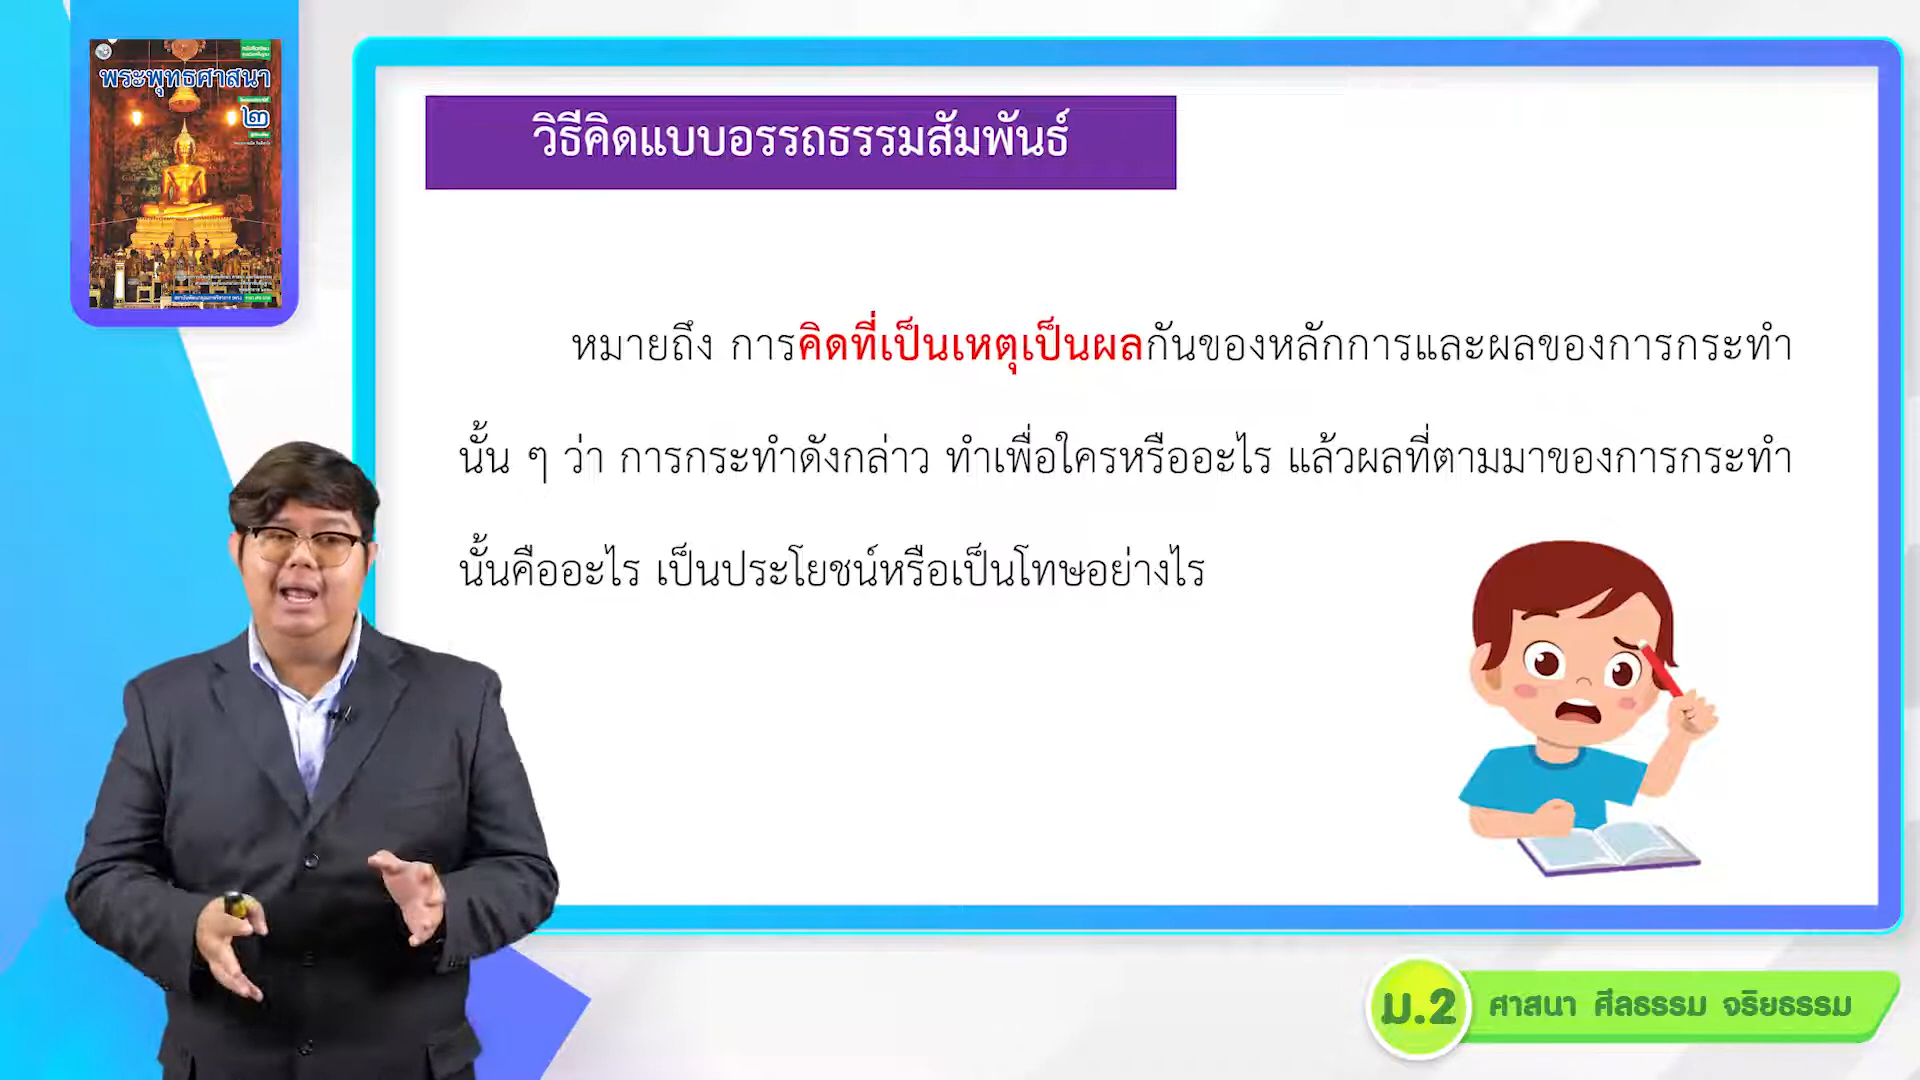 พระพุทธศาสนา
๒
วิธีคิดแบบอรรถธรรมสัมพันธ์
หมายถึง การคิดที่เป็นเหตุเป็นผลกันของหลักการและผลของการกระทำ
นั้น ๆ ว่า การกระทำดังกล่าว ทำเพื่อใครหรืออะไร แล้วผลที่ตามมาของการกระทำ
นั้นคืออะไร เป็นประโยชน์หรือเป็นโทษอย่างไร
ม.2 ศาสนา ศีลธรรม จริยธรรม